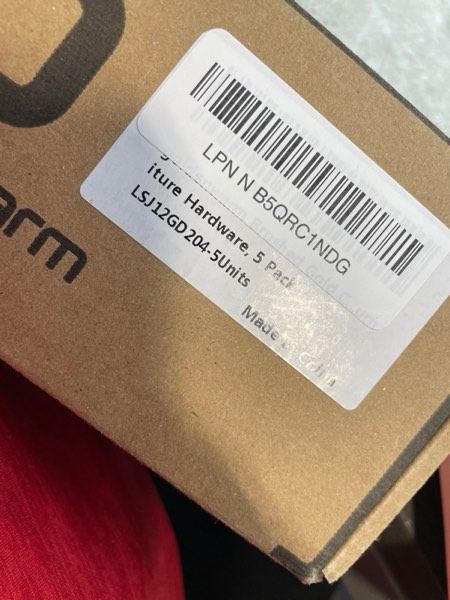 LPN N B5QRC1NDG
iture Hardware, 5 Pack
LSJ12GD204-5Units
Made
arm